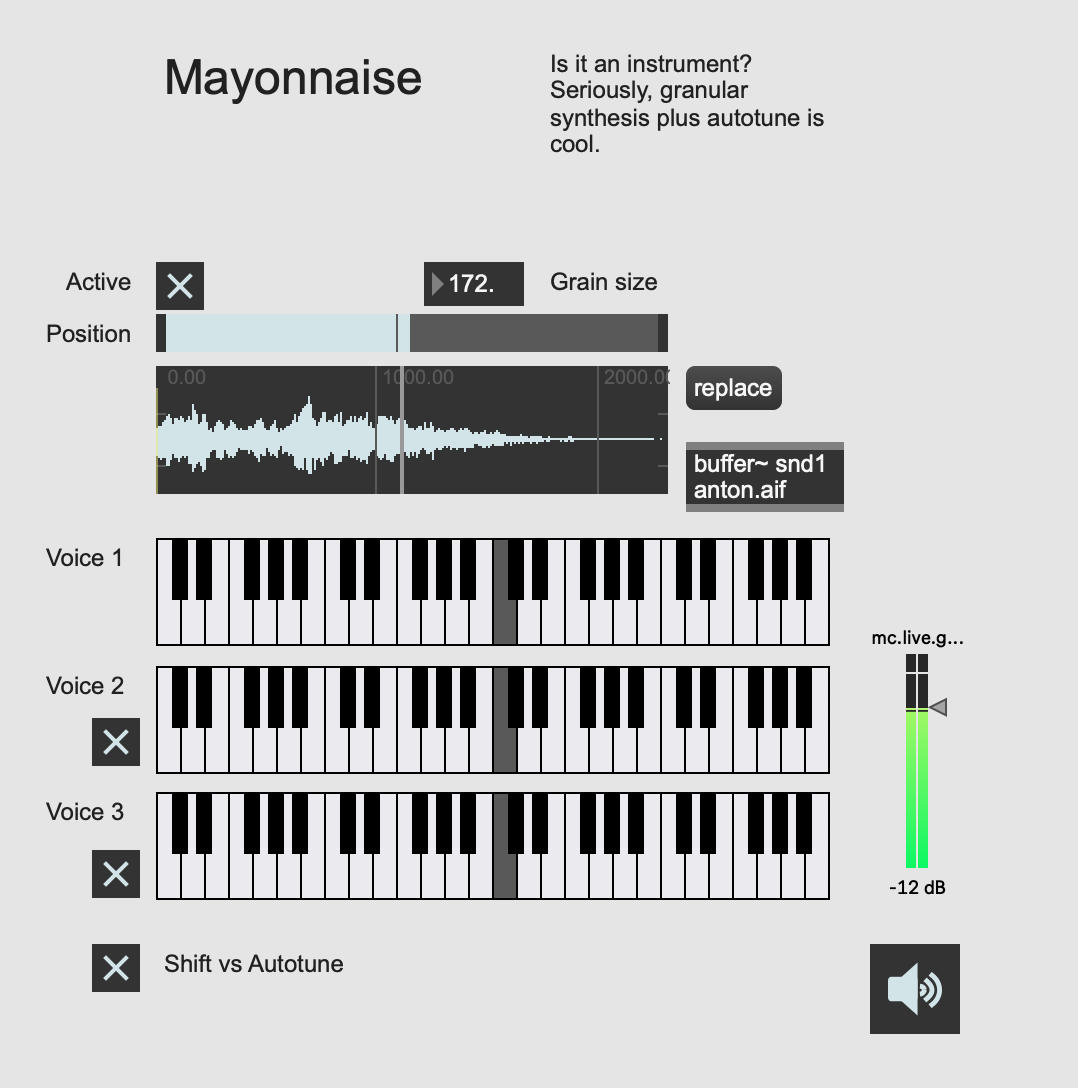 Mayonnaise
Is it an instrument?
Seriously, granular
synthesis plus autotune is
cool.
Active
172.
Grain size
Position
0.00
1000.00
2000.0
replace
buffer~ snd1
anton.aif
Voice 1
Voice 2
Voice 3
mc.live.g...
-12 dB
Shift vs Autotune